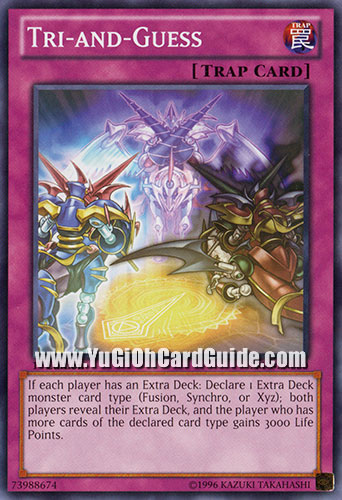 Tri-and-Guess
TRAP
罠
[Trap Card]
www.YuGiOhCardGuide.com
If each player has an Extra Deck: Declare 1 Extra Deck
monster card type (Fusion, Synchro, or Xyz); both
players reveal their Extra Deck, and the player who has
more cards of the declared card type gains 3000 Life
Points.
73988674
©1996 KAZUKI TAKAHASHI